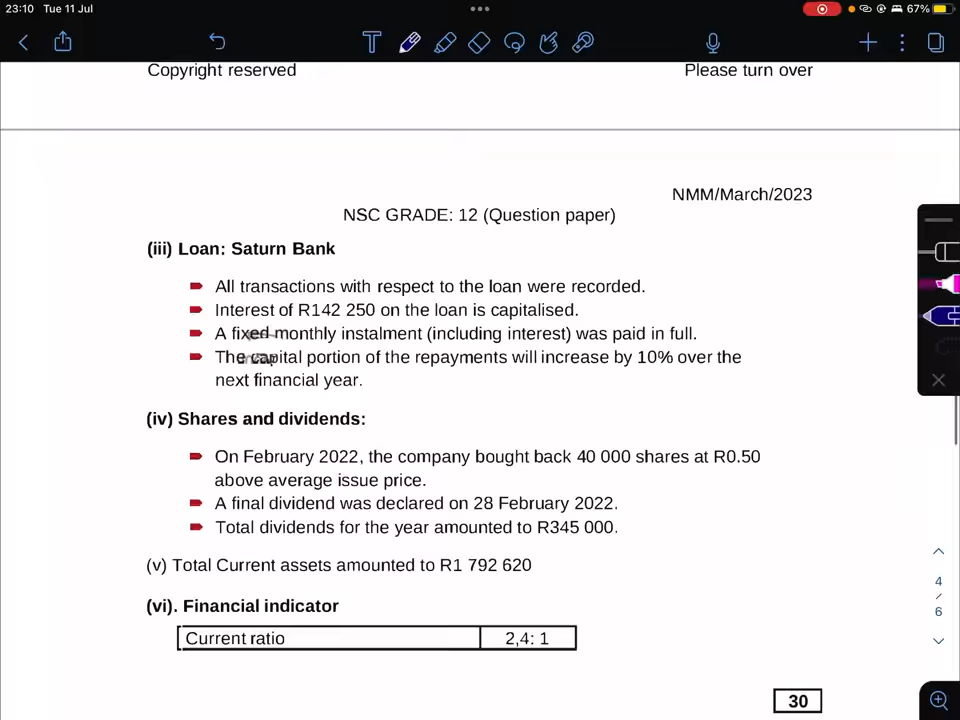 23:10 Tue 11 Jul
67%
Copyright reserved Please turn over
NMM/March/2023
NSC GRADE: 12 (Question paper)
(iii) Loan: Saturn Bank
All transactions with respect to the loan were recorded.
Interest of R142 250 on the loan is capitalised.
A fixed monthly instalment (including interest) was paid in full.
The capital portion of the repayments will increase by 10% over the
next financial year.
(iv) Shares and dividends:
On February 2022, the company bought back 40 000 shares at R0.50
above average issue price.
A final dividend was declared on 28 February 2022.
Total dividends for the year amounted to R345 000.
(v) Total Current assets amounted to R1 792 620
(vi). Financial indicator
Current ratio 2,4: 1
30
4
/
6